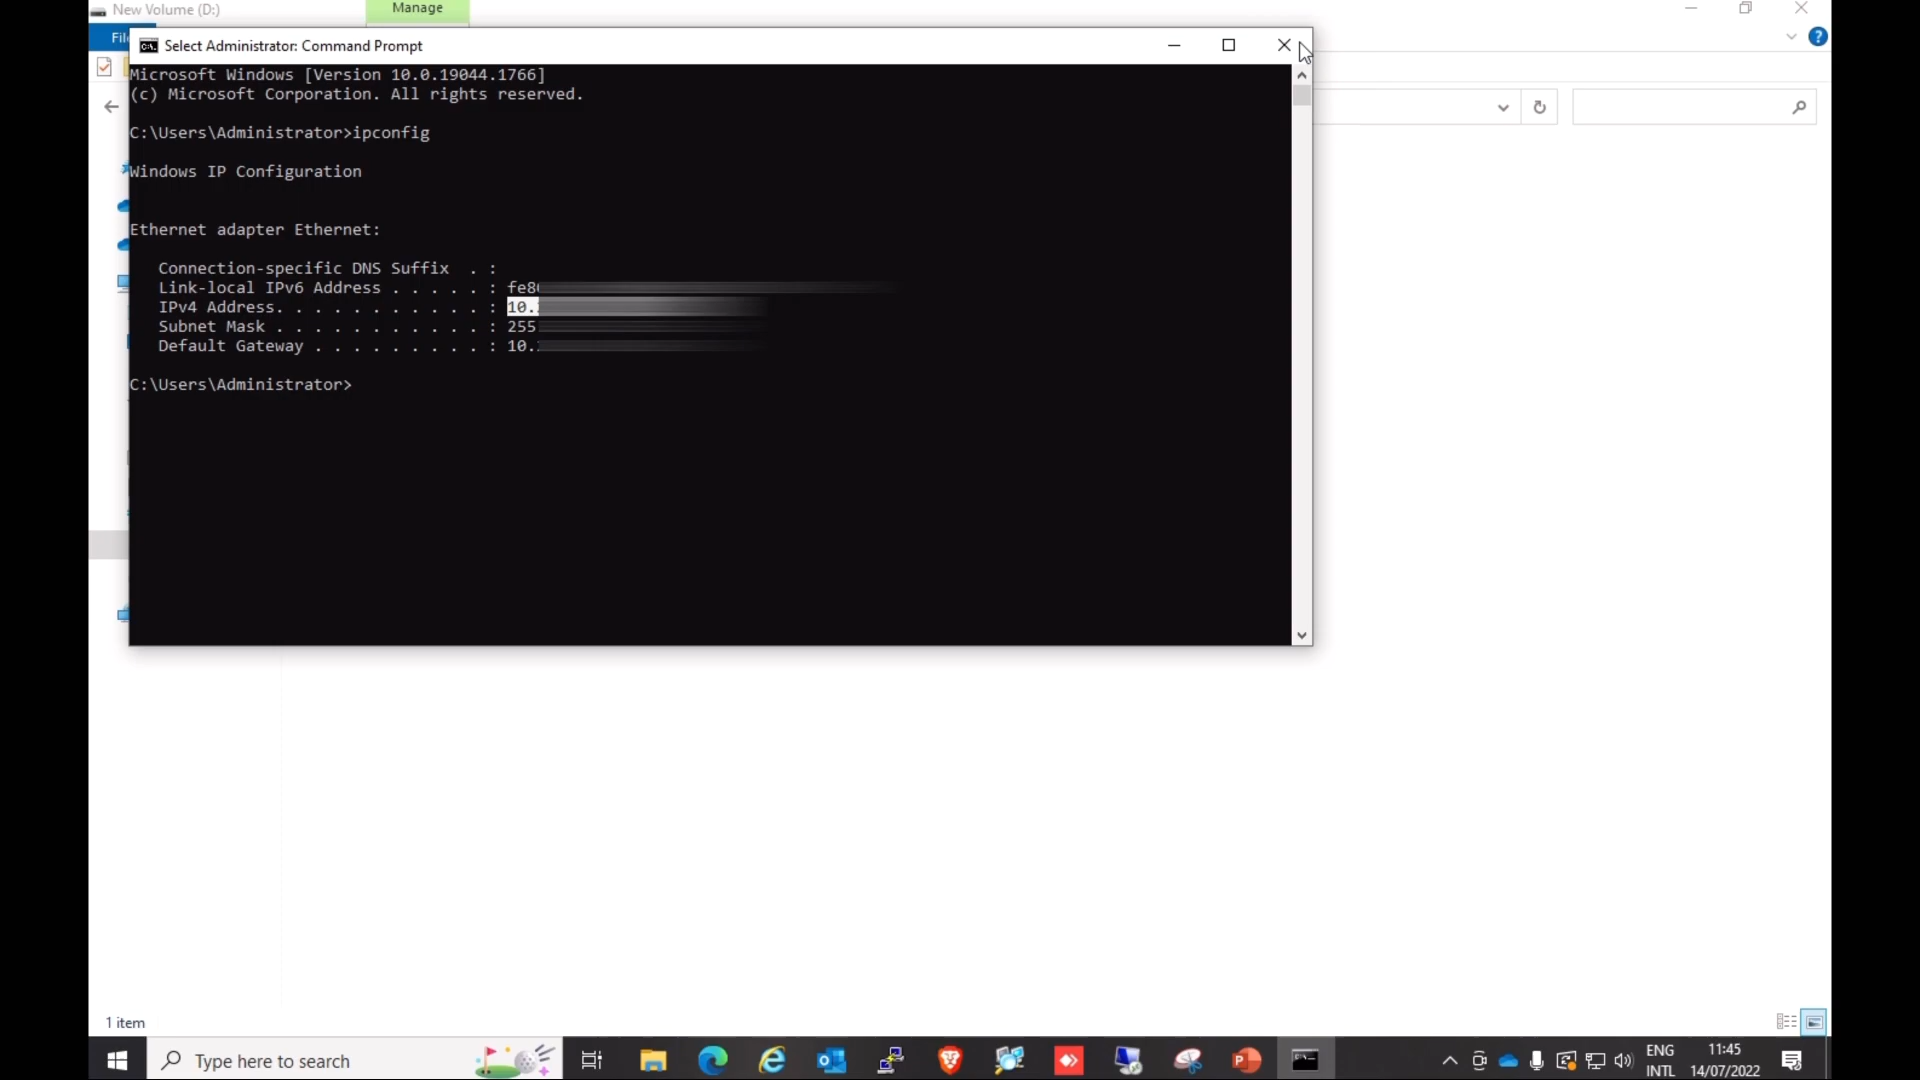 New Volume (D:)
Manage
Select Administrator: Command Prompt
Microsoft Windows [Version 10.0.19044.1766]
(c) Microsoft Corporation. All rights reserved.
C:\Users\Administrator>ipconfig
Windows IP Configuration
Ethernet adapter Ethernet:
Connection-specific DNS Suffix . :
Link-local IPv6 Address . . . . . : fe8
IPv4 Address. . . . . . . . . . . : 10.
Subnet Mask . . . . . . . . . . . : 255
Default Gateway . . . . . . . . . : 10.
C:\Users\Administrator>
1 item
Type here to search
ENG
INTL
11:45
14/07/2022